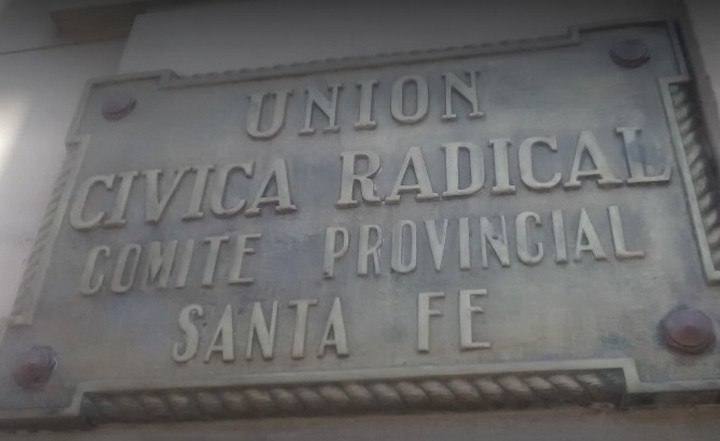 UNION
CIVICA RADICAL
COMITE PROVINCIAL
SANTA FE